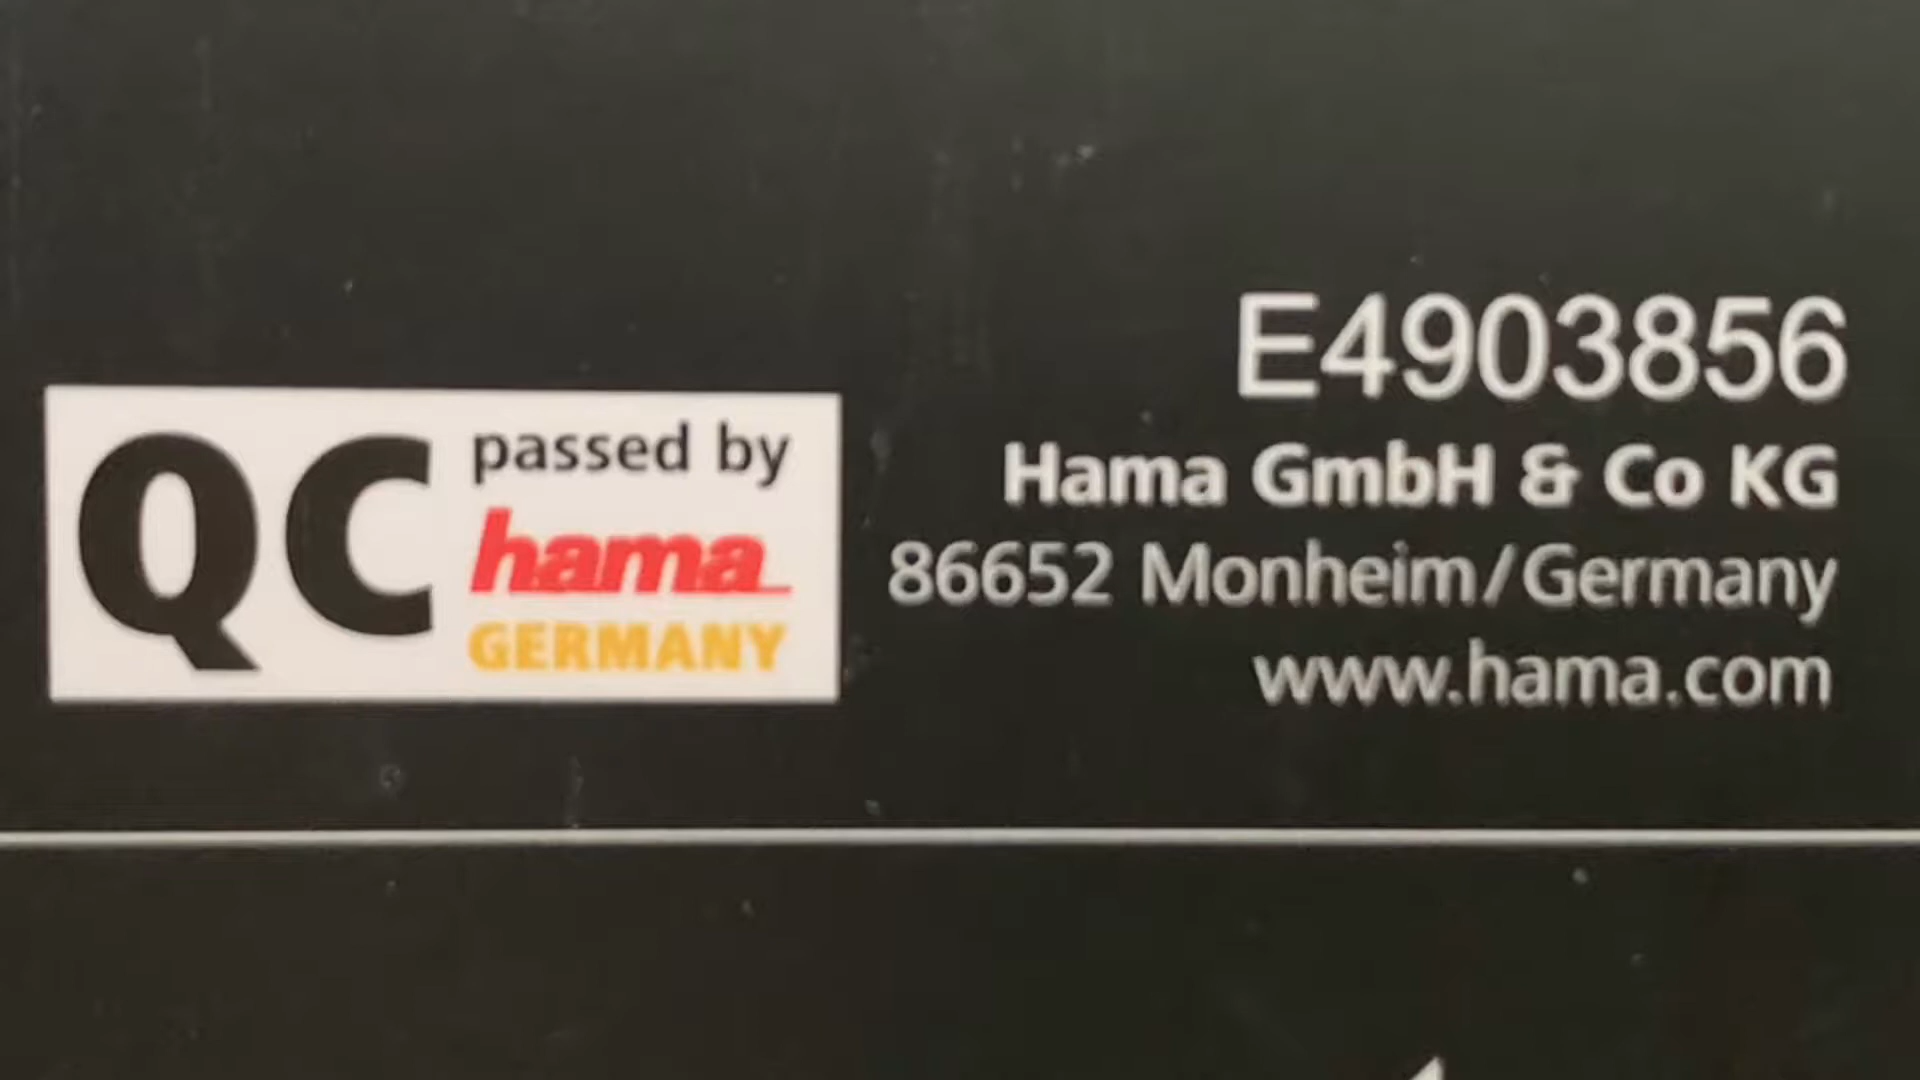 QC passed by
hama
GERMANY
E4903856
Hama GmbH & Co KG
86652 Monheim/Germany
www.hama.com